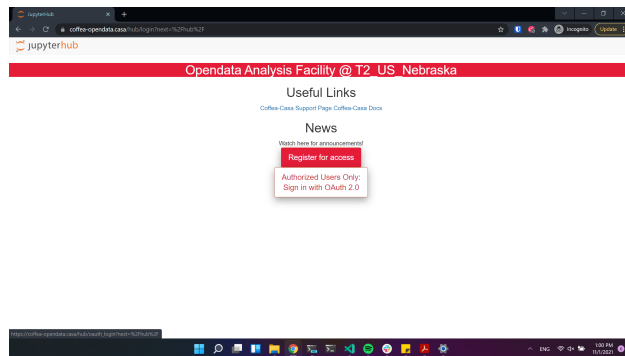 JupyterHub
coffea-opendata.casa/hub/login?next=%2Fhub%2F
Incognito
Update
jupyterhub
Opendata Analysis Facility @ T2_US_Nebraska
Useful Links
Coffea-Casa Support Page Coffea-Casa Docs
News
Watch here for announcements!
Register for access
Authorized Users Only:
Sign in with OAuth 2.0
https://coffea-opendata.casa/hub/oauth_login?next=%2Fhub%2F
ENG
1:00 PM
11/1/2021